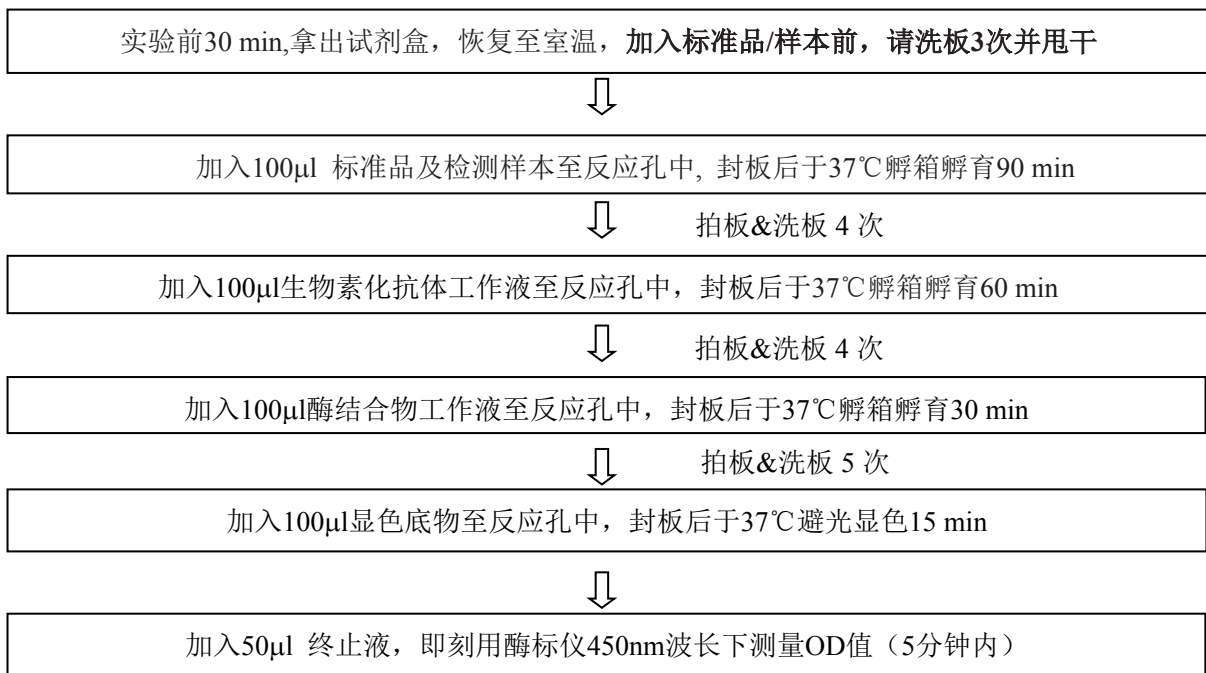 实验前30 min,拿出试剂盒，恢复至室温，加入标准品/样本前，请洗板3次并甩干
加入100μl 标准品及检测样本至反应孔中, 封板后于37℃孵箱孵育90 min
拍板&洗板 4 次
加入100μl生物素化抗体工作液至反应孔中，封板后于37℃孵箱孵育60 min
拍板&洗板 4 次
加入100μl酶结合物工作液至反应孔中，封板后于37℃孵箱孵育30 min
拍板&洗板 5 次
加入100μl显色底物至反应孔中，封板后于37℃避光显色15 min
加入50μl 终止液，即刻用酶标仪450nm波长下测量OD值（5分钟内）